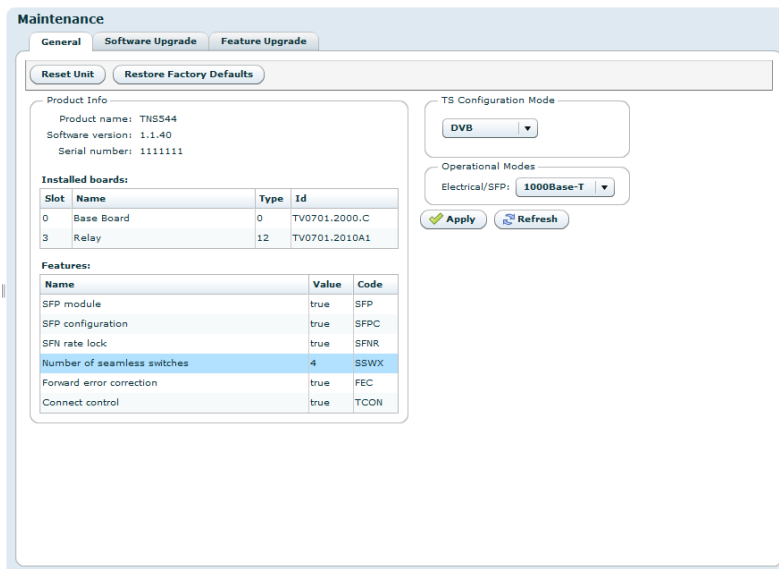 Maintenance
General Software Upgrade Feature Upgrade
Reset Unit Restore Factory Defaults
Product Info
Product name: TNS544
Software version: 1.1.40
Serial number: 1111111
Installed boards:
Slot Name Type Id
0 Base Board 0 TV0701.2000.C
3 Relay 12 TV0701.2010A1
Features:
Name Value Code
SFP module true SFP
SFP configuration true SFPC
SFN rate lock true SFNR
Number of seamless switches 4 SSWX
Forward error correction true FEC
Connect control true TCON
TS Configuration Mode
DVB
Operational Modes
Electrical/SFP: 1000Base-T
Apply Refresh